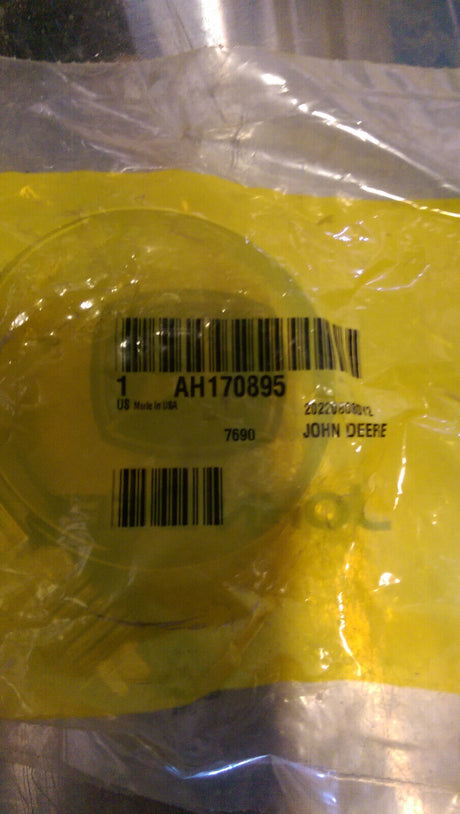 1 AH170895
US Made In USA
7690
JOHN DEERE